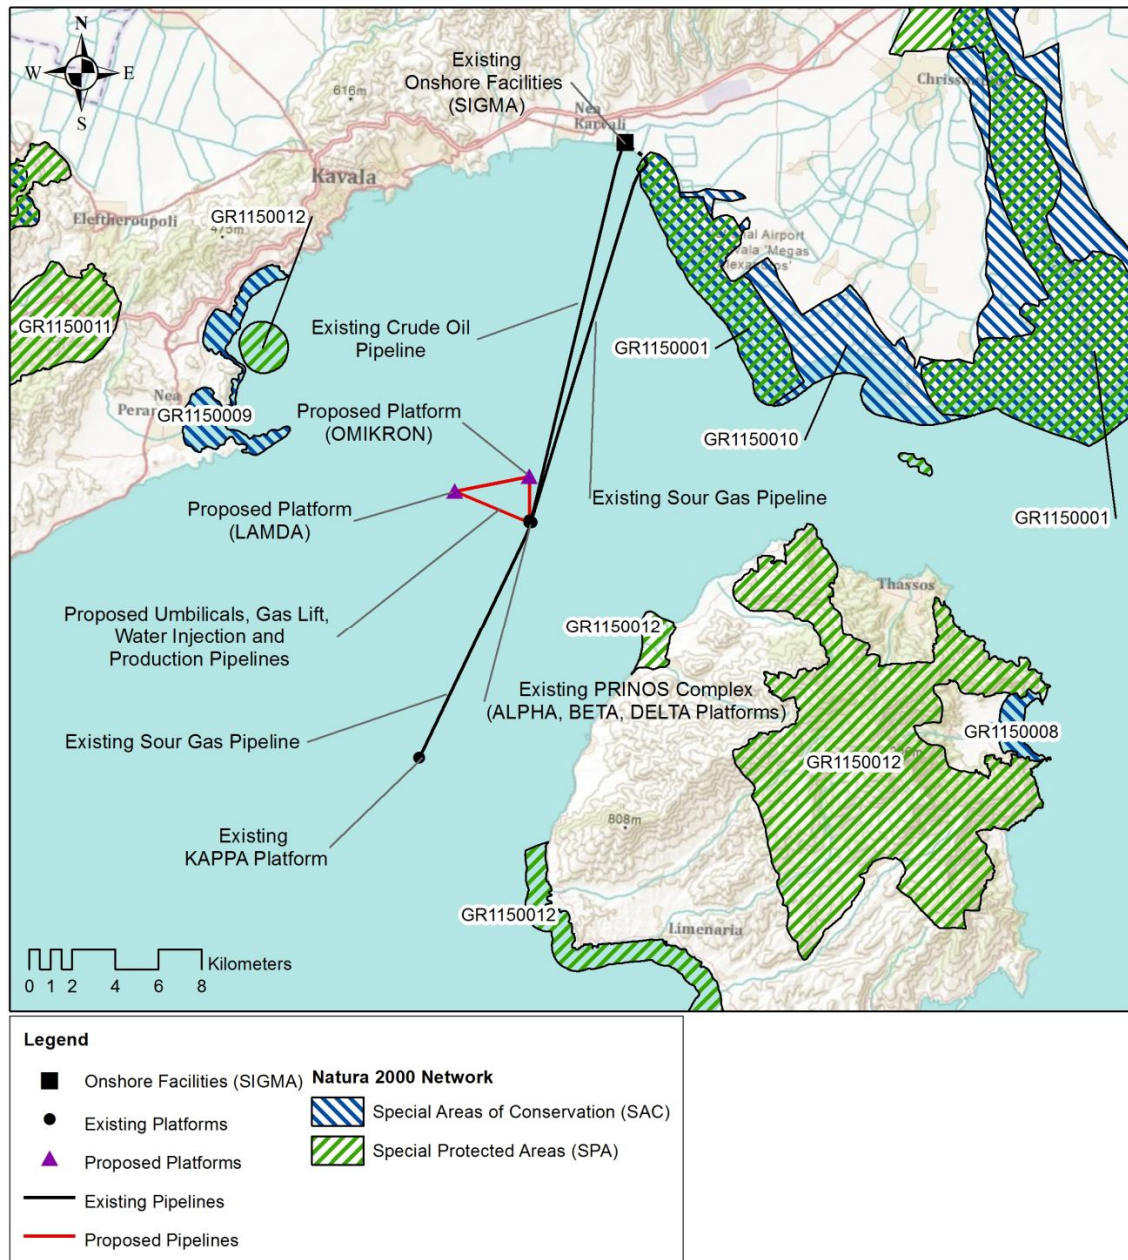 N
W
E
S
Existing
Onshore Facilities
(SIGMA)
616m
Nea
Karvali
Kavala
Eleftheroupoli
GR1150012
GR1150011
Existing Crude Oil
Pipeline
GR1150001
Nea
GR1150009
Proposed Platform
(OMIKRON)
GR1150010
Existing Sour Gas Pipeline
Proposed Platform
(LAMDA)
GR1150001
Thassos
Proposed Umbilicals, Gas Lift,
Water Injection and
Production Pipelines
GR1150012
Existing PRINOS Complex
(ALPHA, BETA, DELTA Platforms)
GR1150008
Existing Sour Gas Pipeline
GR1150012
808m
Existing
KAPPA Platform
GR1150012
Limenaria
Kilometers
0 1 2 4 6 8
Legend
Onshore Facilities (SIGMA)
Existing Platforms
Proposed Platforms
Existing Pipelines
Proposed Pipelines
Natura 2000 Network
Special Areas of Conservation (SAC)
Special Protected Areas (SPA)